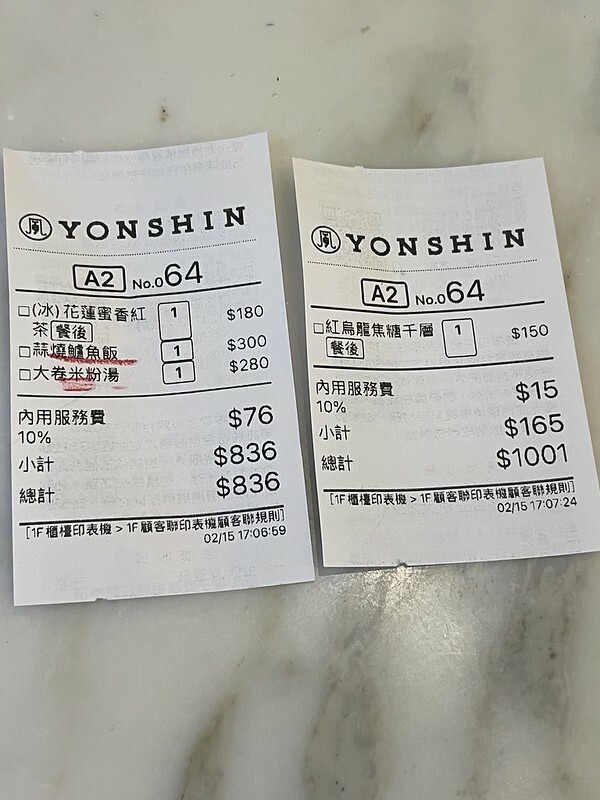 凰 YONSHIN
A2 No.064
□(冰)花蓮蜜香紅 1 $180
茶 餐後
□蒜燒鱸魚飯 1 $300
□大卷米粉湯 1 $280
內用服務費 $76
10%
小計 $836
總計 $836
[1F櫃檯印表機 > 1F顧客聯印表機顧客聯規則]
02/15 17:06:59
凰 YONSHIN
A2 No.064
□紅烏龍焦糖千層 1 $150
餐後
內用服務費 $15
10%
小計 $165
總計 $1001
[1F櫃檯印表機 > 1F顧客聯印表機顧客聯規則]
02/15 17:07:24